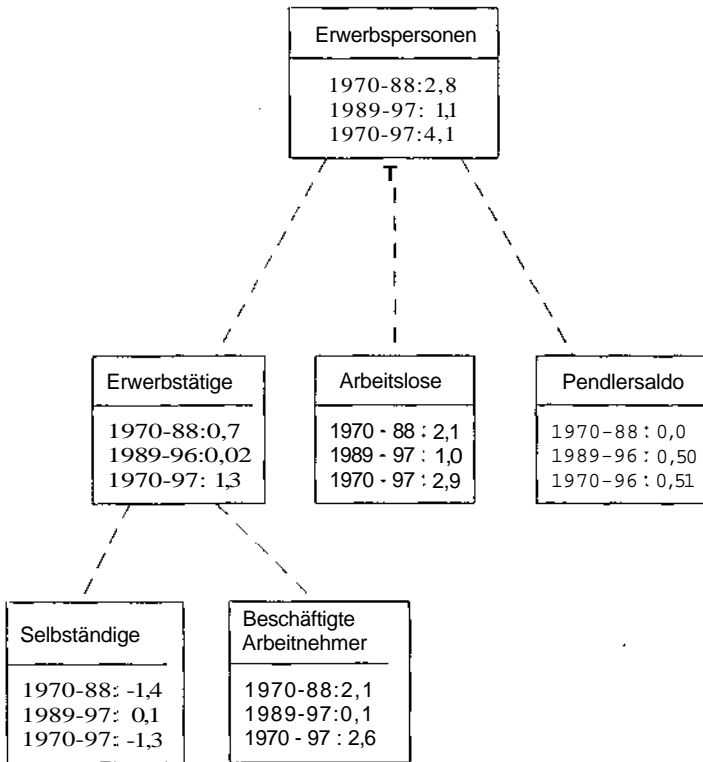 Erwerbspersonen
1970-88:2,8
1989-97: 1,1
1970-97:4,1
T
Erwerbstätige
1970-88:0,7
1989-96:0,02
1970-97: 1,3
Arbeitslose
1970 - 88 : 2,1
1989 - 97 : 1,0
1970 - 97 : 2,9
Pendlersaldo
1970-88 : 0,0
1989-96 : 0,50
1970-96 : 0,51
Selbständige
1970-88: -1,4
1989-97: 0,1
1970-97: -1,3
Beschäftigte
Arbeitnehmer
1970-88:2,1
1989-97:0,1
1970 - 97 : 2,6